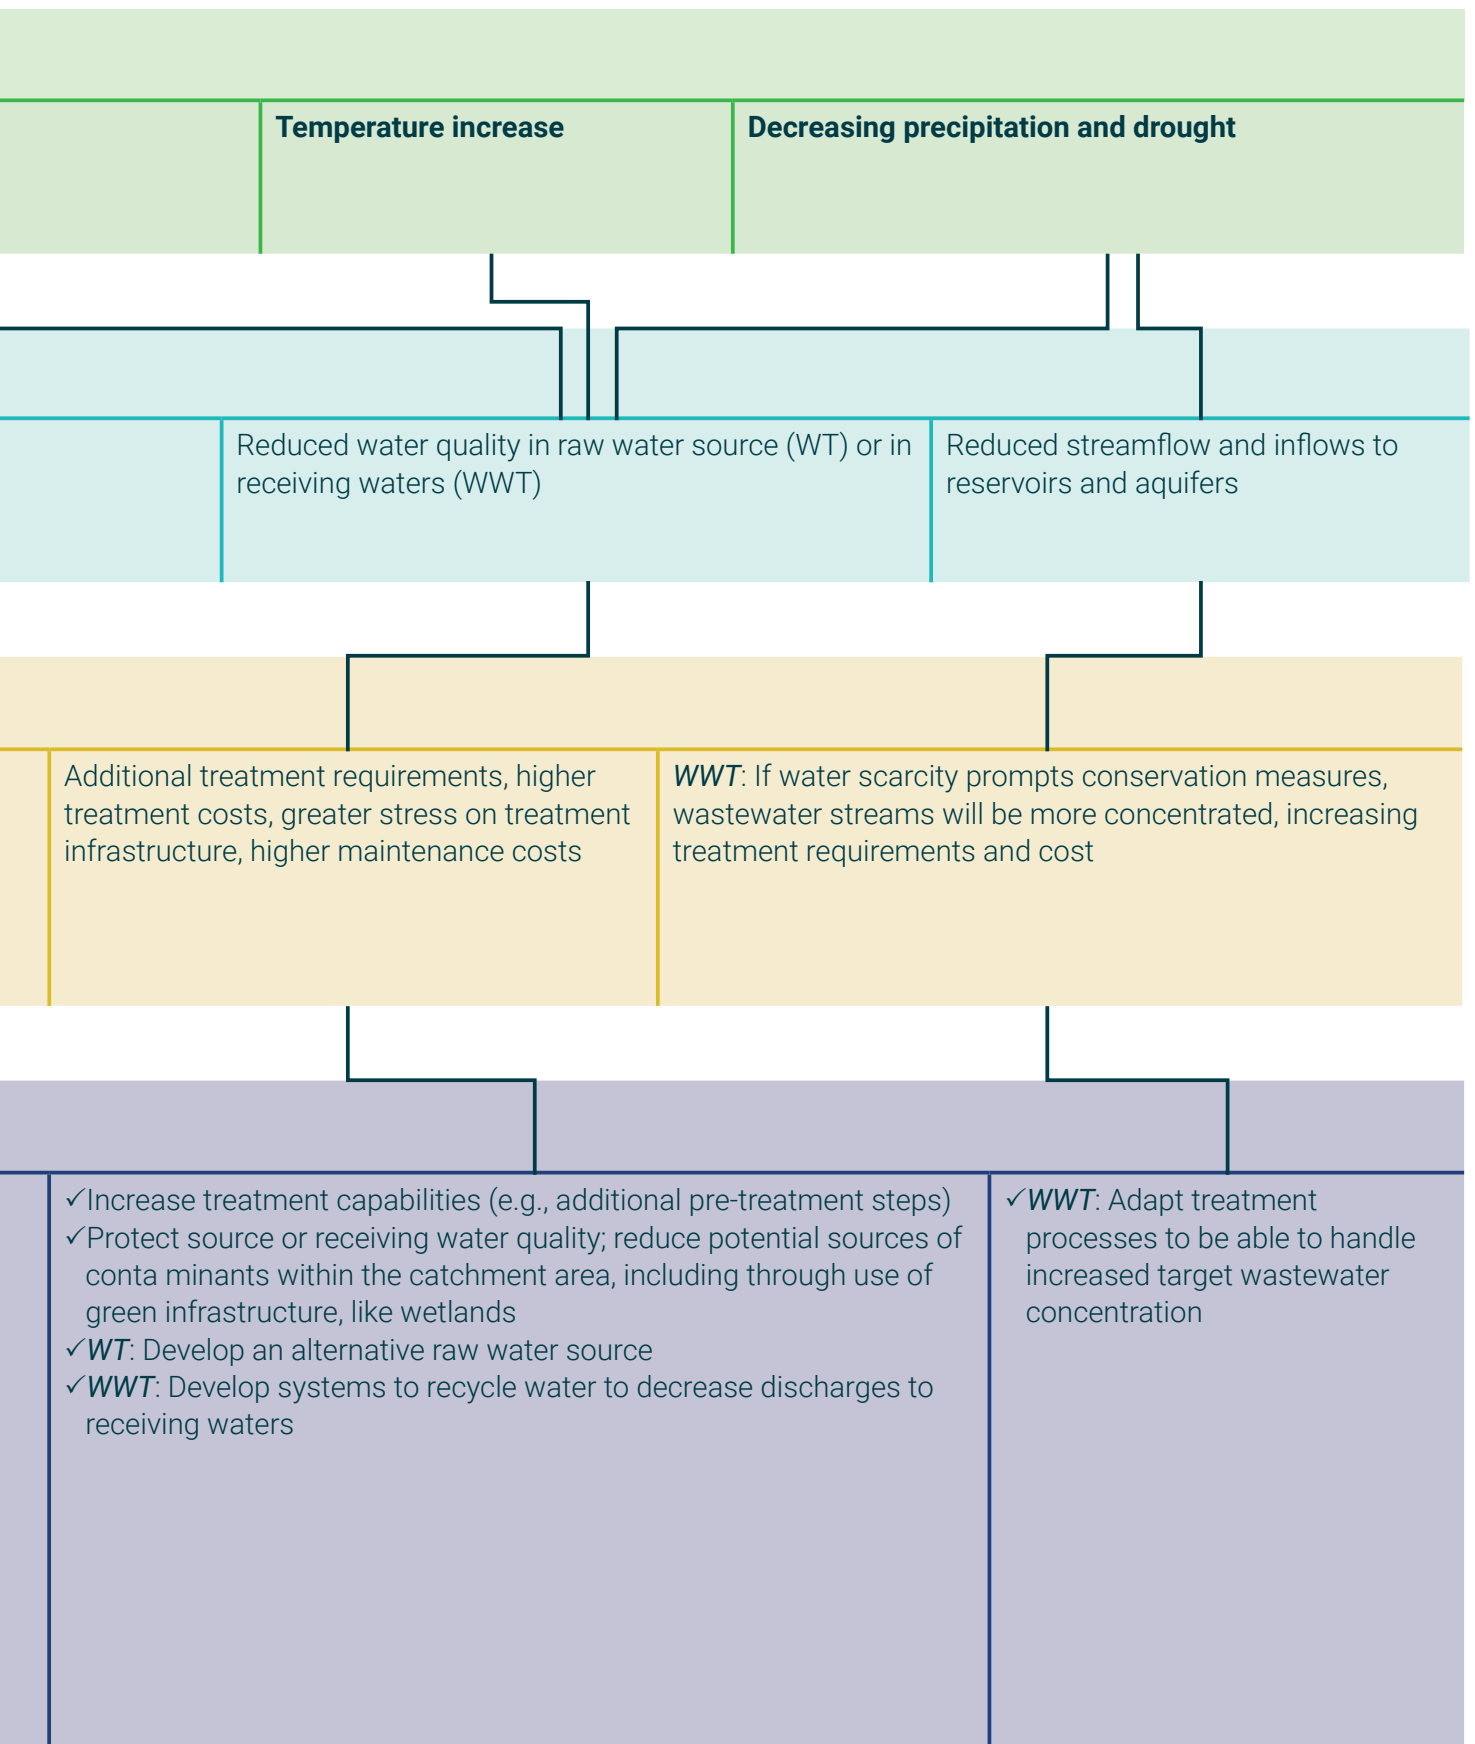 Temperature increase
Decreasing precipitation and drought
Reduced water quality in raw water source (WT) or in
receiving waters (WWT)
Reduced streamflow and inflows to
reservoirs and aquifers
Additional treatment requirements, higher
treatment costs, greater stress on treatment
infrastructure, higher maintenance costs
WWT: If water scarcity prompts conservation measures,
wastewater streams will be more concentrated, increasing
treatment requirements and cost
✓Increase treatment capabilities (e.g., additional pre-treatment steps)
✓Protect source or receiving water quality; reduce potential sources of
conta minants within the catchment area, including through use of
green infrastructure, like wetlands
✓WT: Develop an alternative raw water source
✓WWT: Develop systems to recycle water to decrease discharges to
receiving waters
✓WWT: Adapt treatment
processes to be able to handle
increased target wastewater
concentration